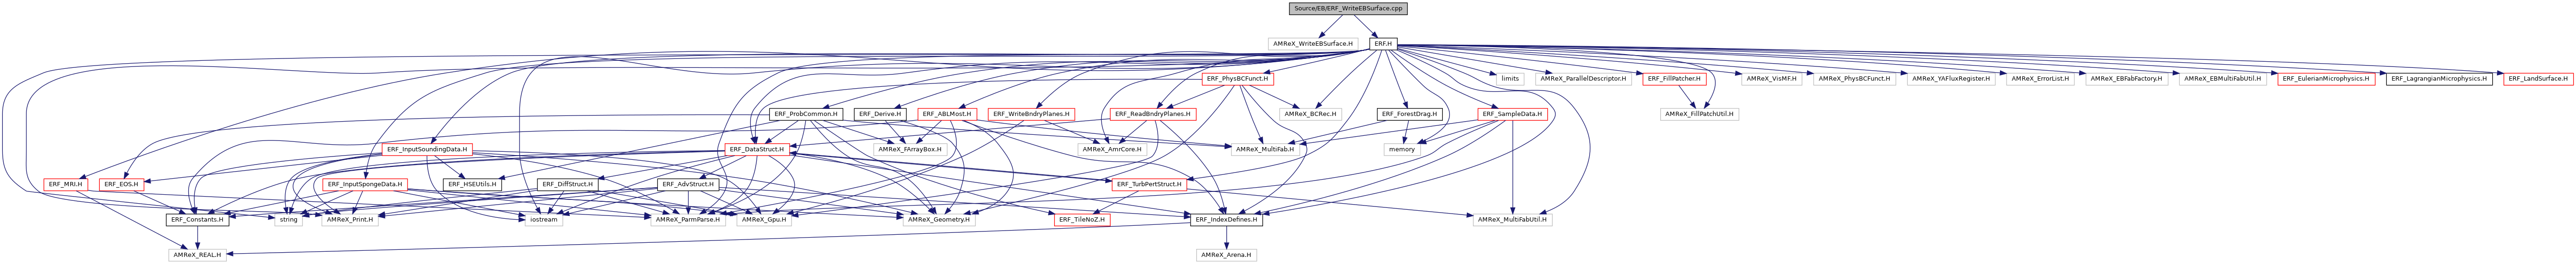 Source/EB/ERF_WriteEBSurface.cpp
AMReX_WriteEBSurface.H
ERF.H
ERF_PhysBCFunct.H
limits
AMReX_ParallelDescriptor.H
ERF_FillPatcher.H
AMReX_VisMF.H
AMReX_PhysBCFunct.H
AMReX_YAFluxRegister.H
AMReX_ErrorList.H
AMReX_EBFabFactory.H
AMReX_EBMultiFabUtil.H
ERF_EulerianMicrophysics.H
ERF_LagrangianMicrophysics.H
ERF_LandSurface.H
ERF_ProbCommon.H
ERF_Derive.H
ERF_ABLMost.H
ERF_WriteBndryPlanes.H
ERF_ReadBndryPlanes.H
AMReX_BCRec.H
ERF_ForestDrag.H
ERF_SampleData.H
AMReX_FillPatchUtil.H
ERF_InputSoundingData.H
ERF_DataStruct.H
AMReX_FArrayBox.H
AMReX_AmrCore.H
AMReX_MultiFab.H
memory
ERF_MRI.H
ERF_EOS.H
ERF_InputSpongeData.H
ERF_HSEUtils.H
ERF_DiffStruct.H
ERF_AdvStruct.H
ERF_TurbPertStruct.H
ERF_Constants.H
string
AMReX_Print.H
iostream
AMReX_ParmParse.H
AMReX_Gpu.H
AMReX_Geometry.H
ERF_TileNoZ.H
ERF_IndexDefines.H
AMReX_MultiFabUtil.H
AMReX_REAL.H
AMReX_Arena.H